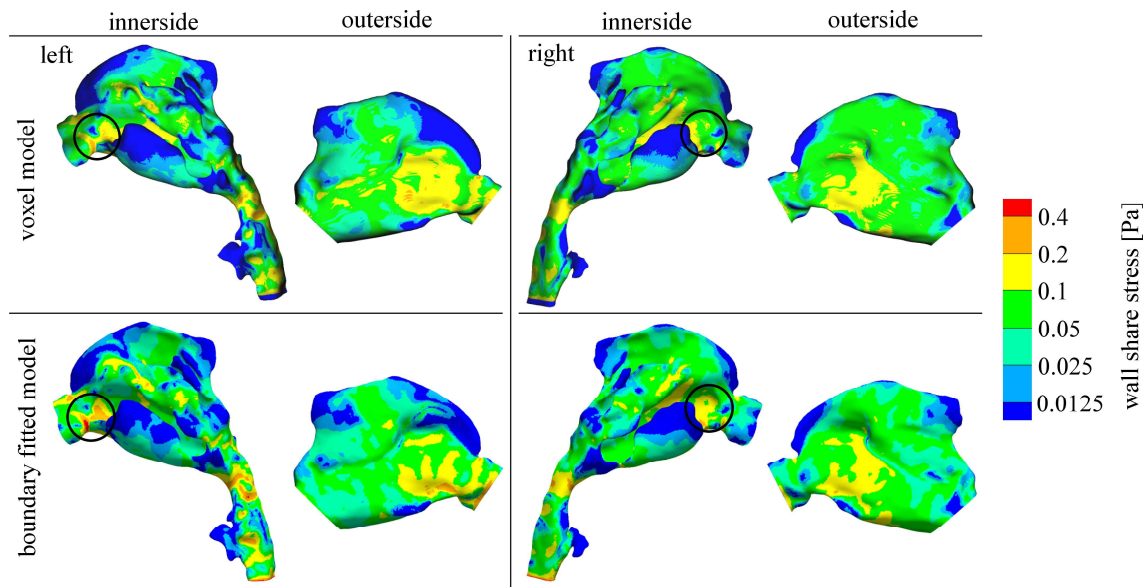 innerside
outerside
innerside
outerside
left
right
voxel model
boundary fitted model
0.4
0.2
0.1
0.05
0.025
0.0125
wall share stress [Pa]